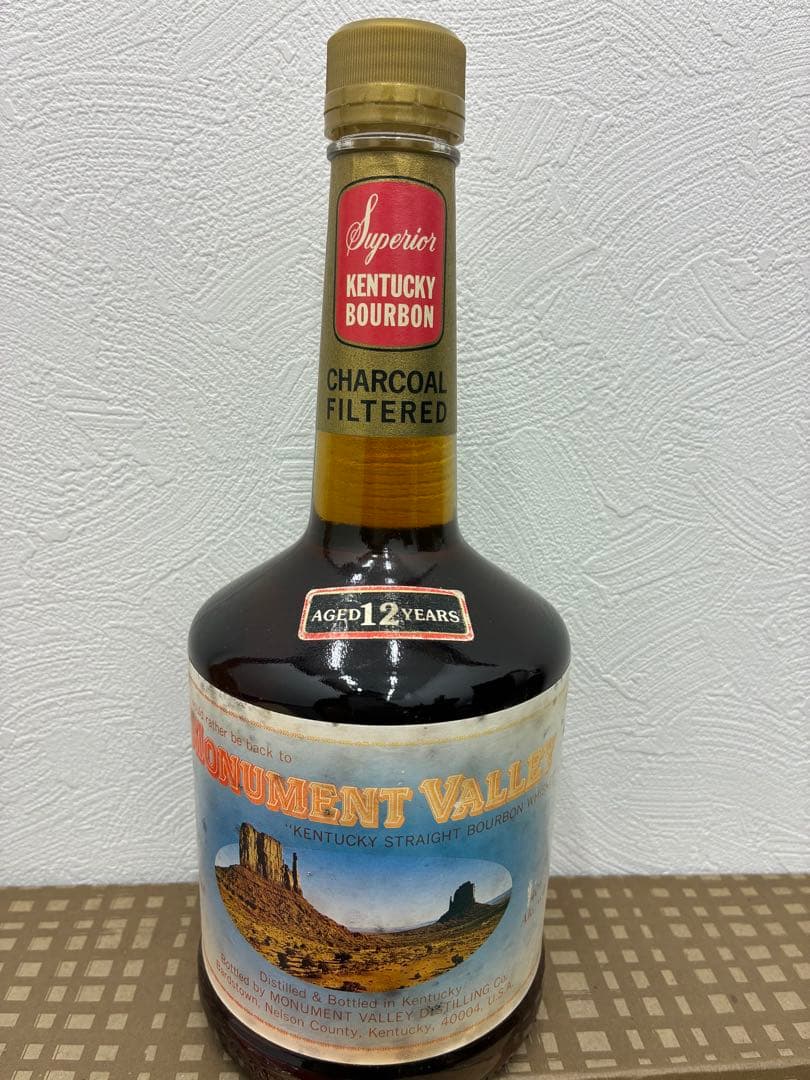 Superior
KENTUCKY
BOURBON
CHARCOAL
FILTERED
AGED 12 YEARS
rather be back to
MONUMENT VALLEY
"KENTUCKY STRAIGHT BOURBON
Distilled & Bottled in Kentucky
Bottled by MONUMENT VALLEY DISTILLING Co.
Bardstown, Nelson County, Kentucky, 40004, U.S.A.